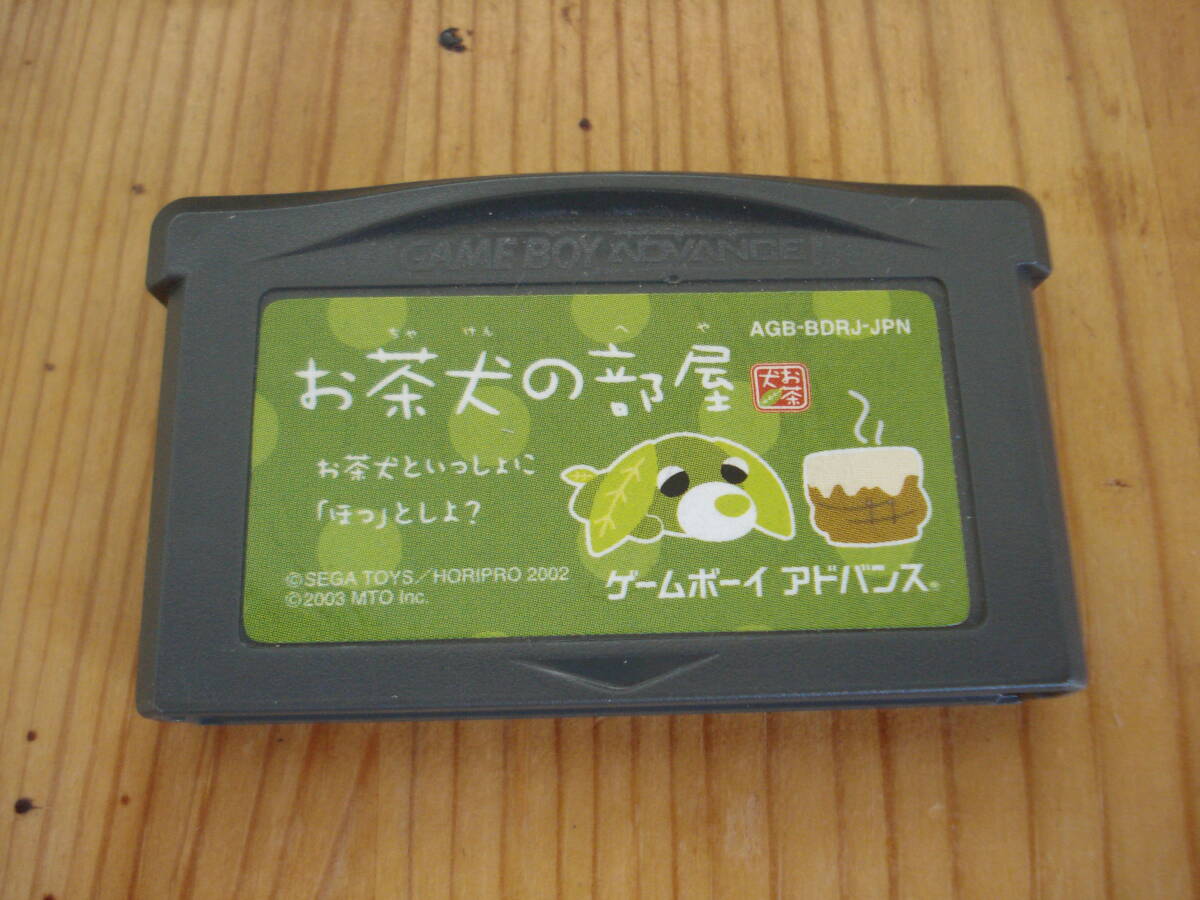 GAME BOY ADVANCE
AGB-BDRJ-JPN
ちゃ けん へ や
お茶犬の部屋
お茶
犬
お茶犬といっしょに
「ほっ」としよ？
©SEGA TOYS/HORIPRO 2002
©2003 MTO Inc.
ゲームボーイ アドバンス®